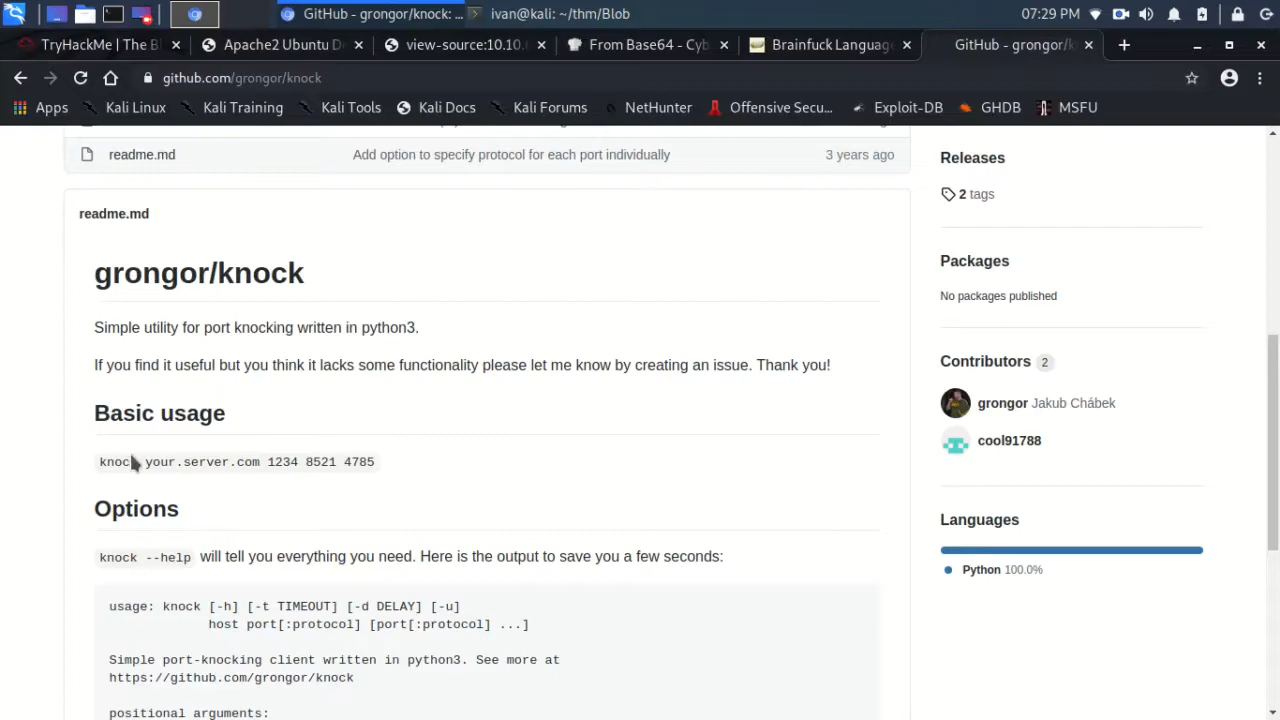 GitHub - grongor/knock: ...
ivan@kali: ~/thm/Blob
07:29 PM
TryHackMe | The B
Apache2 Ubuntu De
view-source:10.10.
From Base64 - Cyb
Brainfuck Language
GitHub - grongor/kn
github.com/grongor/knock
Apps
Kali Linux
Kali Training
Kali Tools
Kali Docs
Kali Forums
NetHunter
Offensive Secu...
Exploit-DB
GHDB
MSFU
readme.md
Add option to specify protocol for each port individually
3 years ago
readme.md
grongor/knock
Simple utility for port knocking written in python3.
If you find it useful but you think it lacks some functionality please let me know by creating an issue. Thank you!
Basic usage
knock your.server.com 1234 8521 4785
Options
knock --help will tell you everything you need. Here is the output to save you a few seconds:
usage: knock [-h] [-t TIMEOUT] [-d DELAY] [-u]
host port[:protocol] [port[:protocol] ...]
Simple port-knocking client written in python3. See more at
https://github.com/grongor/knock
positional arguments:
Releases
2 tags
Packages
No packages published
Contributors 2
grongor Jakub Chábek
cool91788
Languages
Python 100.0%